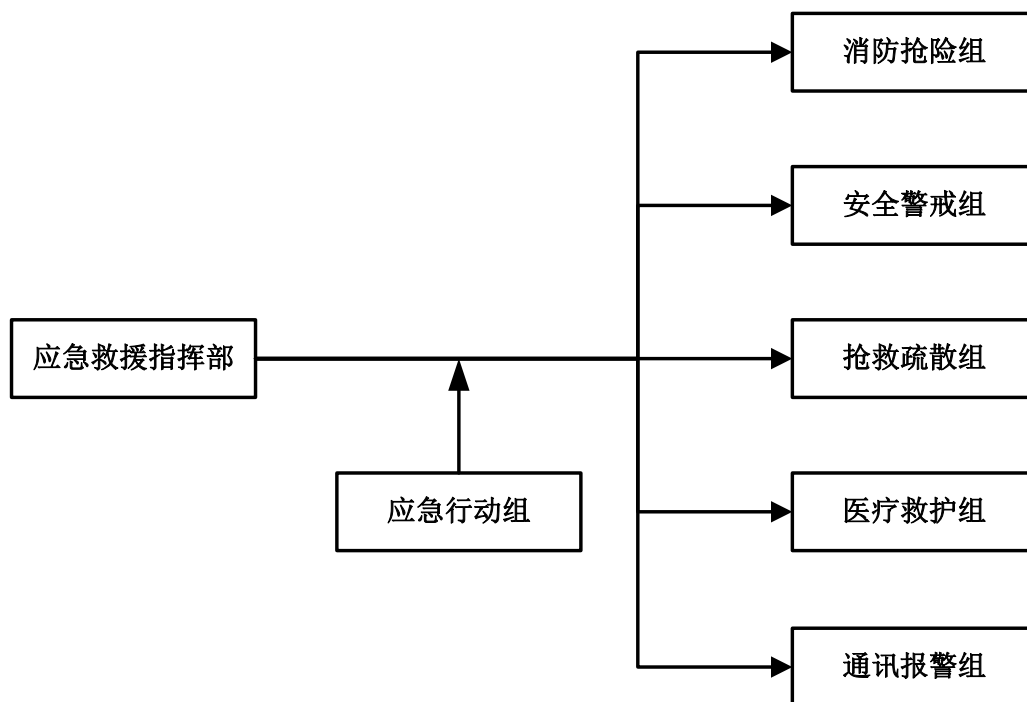 消防抢险组
安全警戒组
应急救援指挥部
抢救疏散组
应急行动组
医疗救护组
通讯报警组